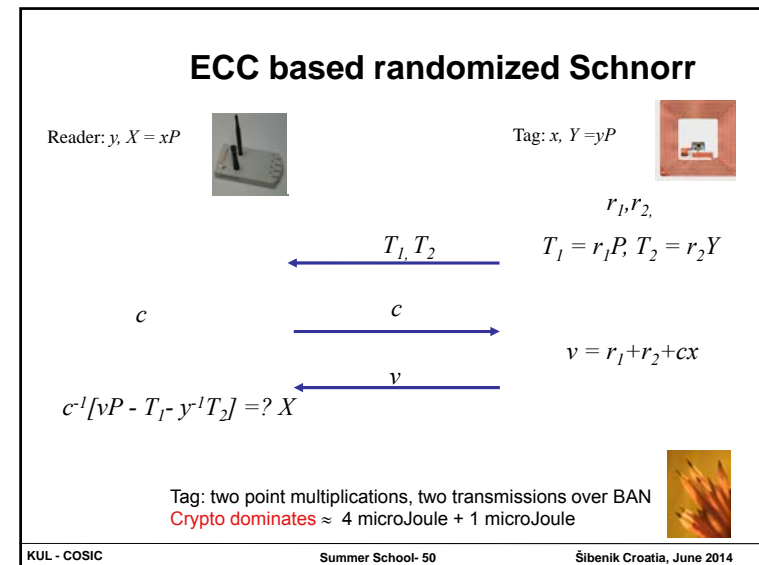 ECC based randomized Schnorr
Reader: y, X = xP
Tag: x, Y =yP
r₁,r₂,
T₁, T₂
T₁ = r₁P, T₂ = r₂Y
c
c
v = r₁+r₂+cx
v
c⁻¹[vP - T₁- y⁻¹T₂] =? X
Tag: two point multiplications, two transmissions over BAN
Crypto dominates ≈ 4 microJoule + 1 microJoule
KUL - COSIC Summer School- 50 Šibenik Croatia, June 2014